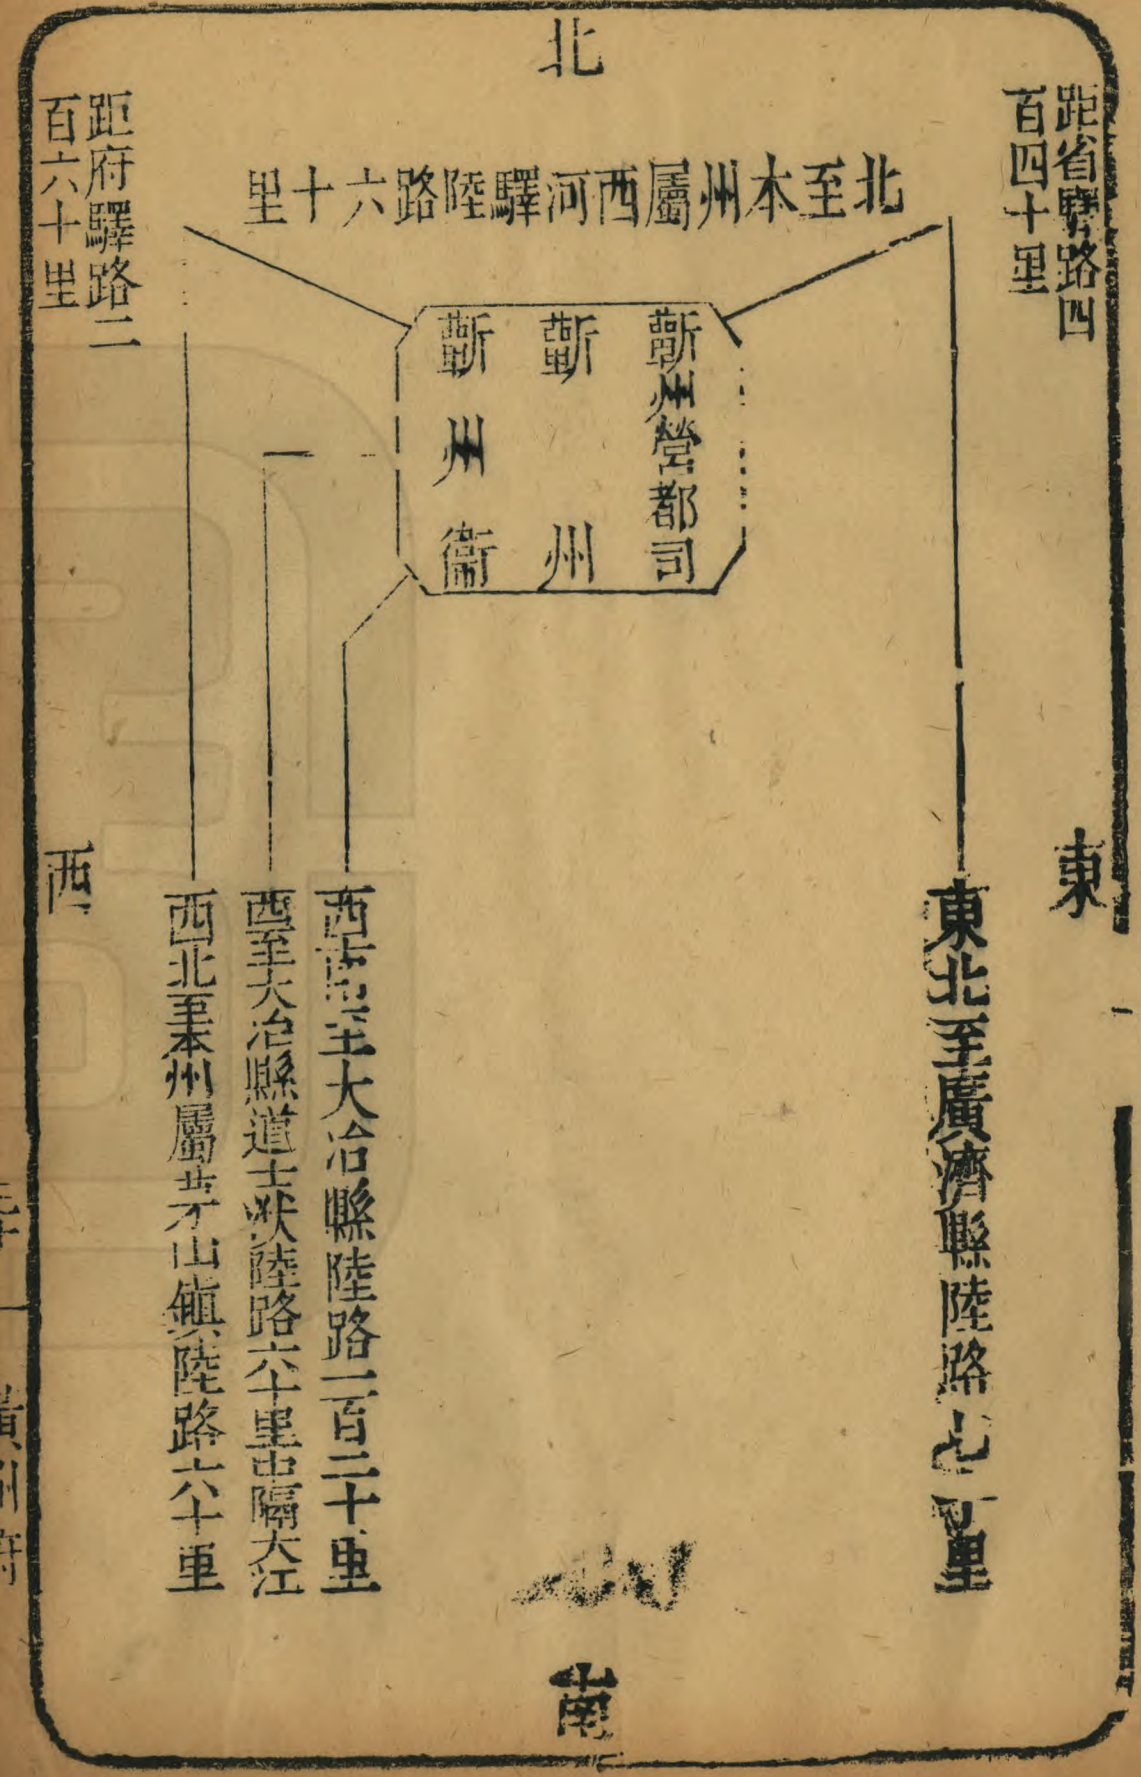 北
距省驛路四
百四十里
北至本州屬西河驛陸路六十里
距府驛路二
百六十里
蘄州營都司
蘄州
蘄州衞
東
西
東北至廣濟縣陸路七十里
西南至大冶縣陸路一百二十里
西至大冶縣道士洑陸路六十里中隔大江
西北至本州屬茅山鎮陸路六十里
南
黃州府